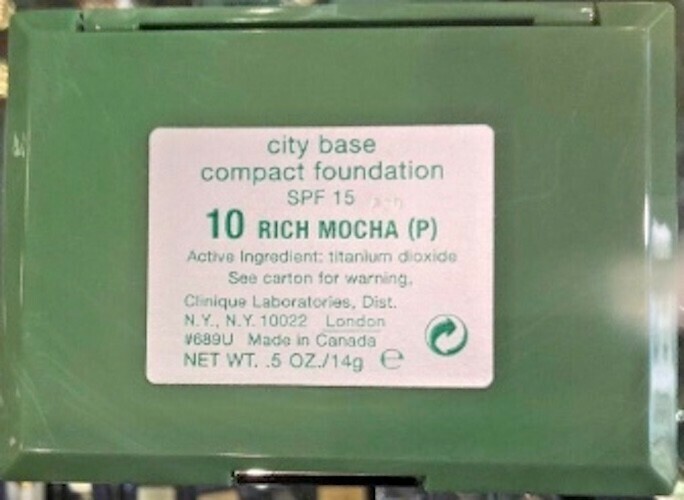 city base
compact foundation
SPF 15
10 RICH MOCHA (P)
Active Ingredient: titanium dioxide
See carton for warning.
Clinique Laboratories, Dist.
N.Y., N.Y. 10022 London
#689U Made in Canada
NET WT. .5 OZ./14g ℮